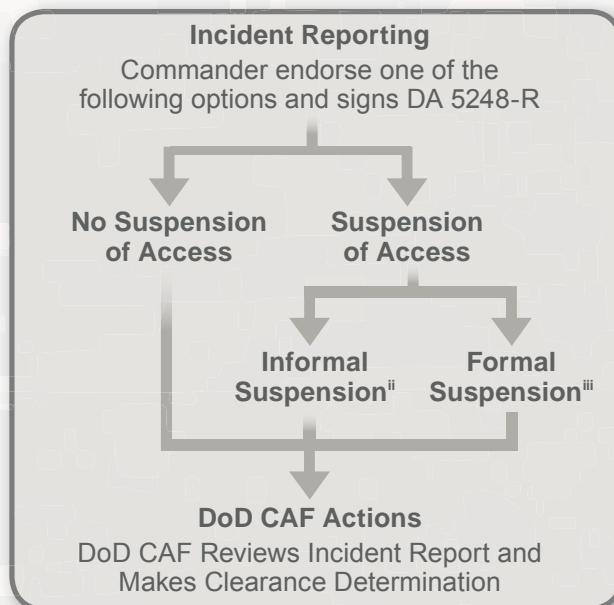 Incident Reporting
Commander endorse one of the
following options and signs DA 5248-R
No Suspension
of Access
Suspension
of Access
Informal
Suspensionii
Formal
Suspensioniii
DoD CAF Actions
DoD CAF Reviews Incident Report and
Makes Clearance Determination